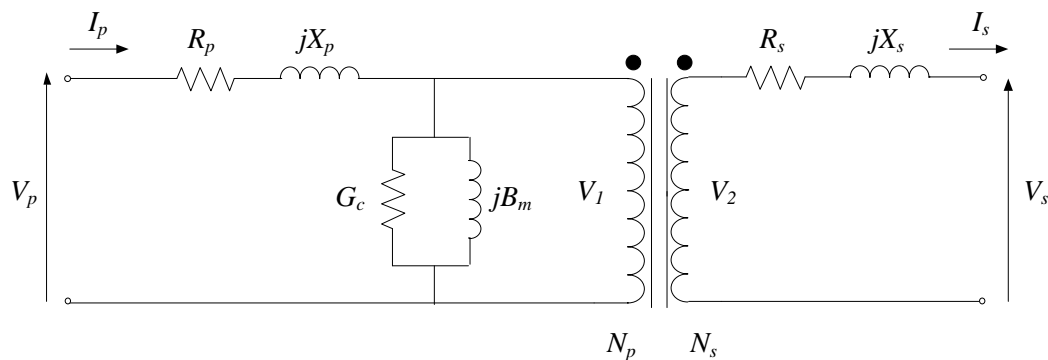 I_p
R_p
jX_p
R_s
jX_s
I_s
V_p
G_c
jB_m
V_1
V_2
V_s
N_p
N_s